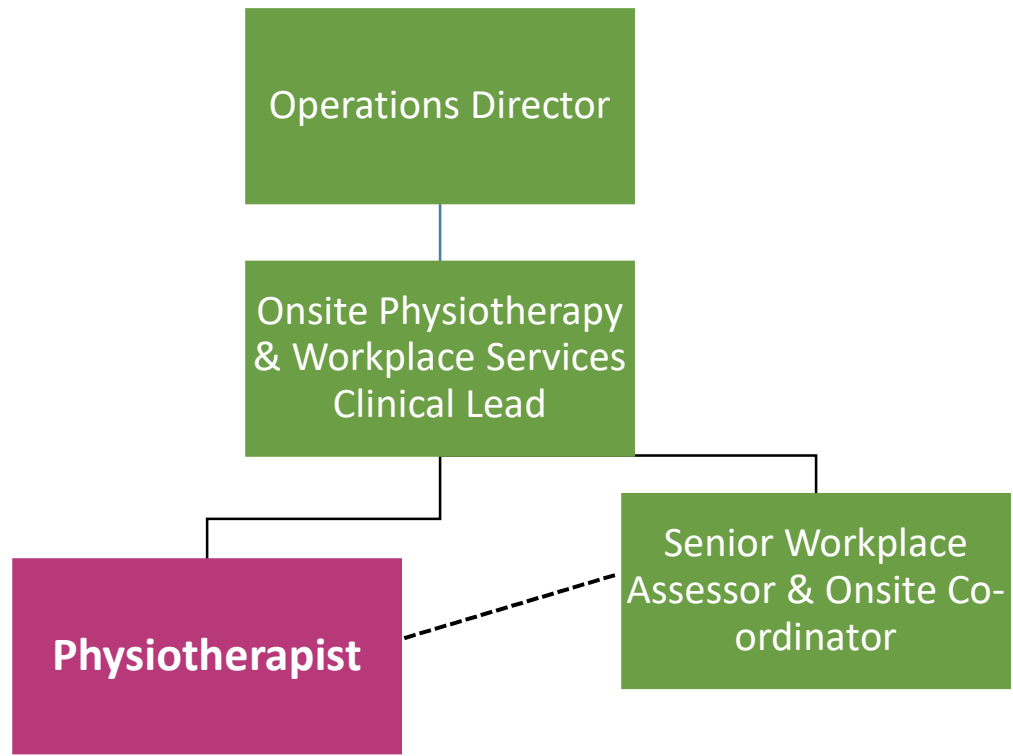 Operations Director
Onsite Physiotherapy
& Workplace Services
Clinical Lead
Physiotherapist
Senior Workplace
Assessor & Onsite Co-
ordinator